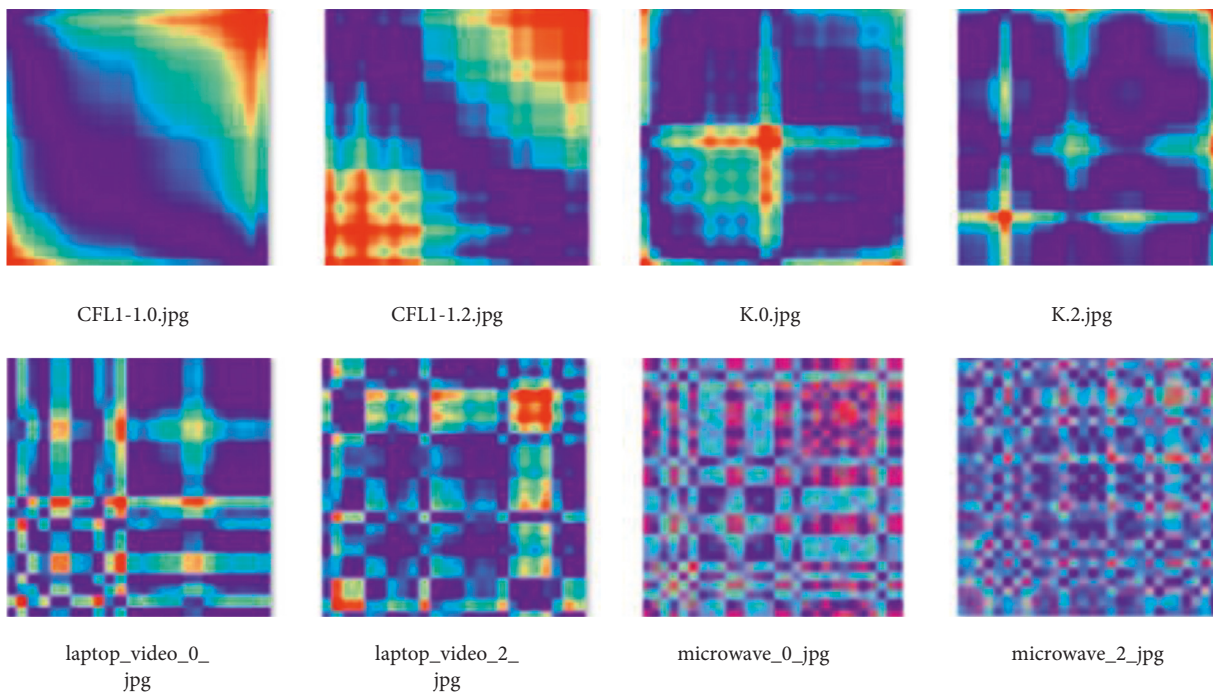 CFL1-1.0.jpg
CFL1-1.2.jpg
K.0.jpg
K.2.jpg
laptop_video_0_
jpg
laptop_video_2_
jpg
microwave_0_jpg
microwave_2_jpg